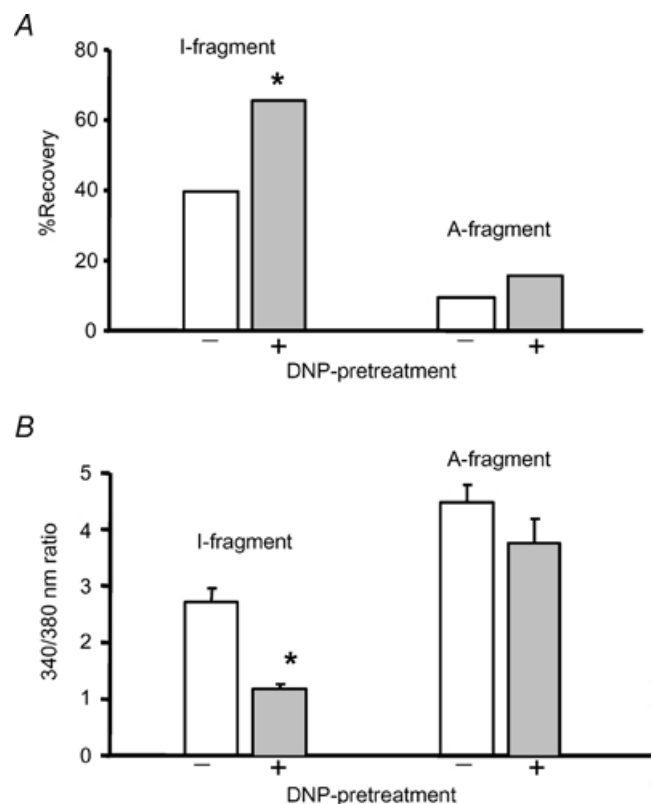 A
I-fragment
80
60
40
20
0
%Recovery
*
A-fragment
– + – +
DNP-pretreatment
B
A-fragment
5
4
3
2
1
0
340/380 nm ratio
I-fragment
*
– + – +
DNP-pretreatment